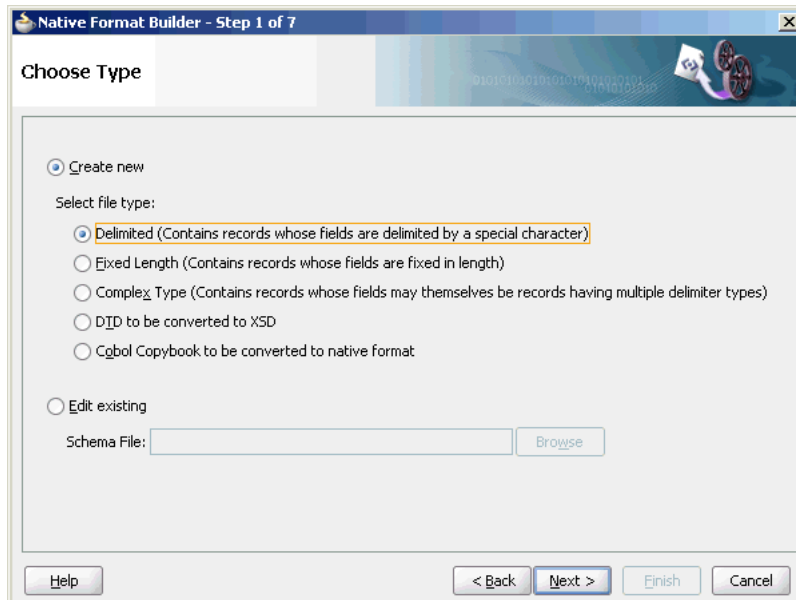 Native Format Builder - Step 1 of 7
Choose Type
Create new
Select file type:
Delimited (Contains records whose fields are delimited by a special character)
Fixed Length (Contains records whose fields are fixed in length)
Complex Type (Contains records whose fields may themselves be records having multiple delimiter types)
DTD to be converted to XSD
Cobol Copybook to be converted to native format
Edit existing
Schema File:
Browse
Help
< Back
Next >
Finish
Cancel